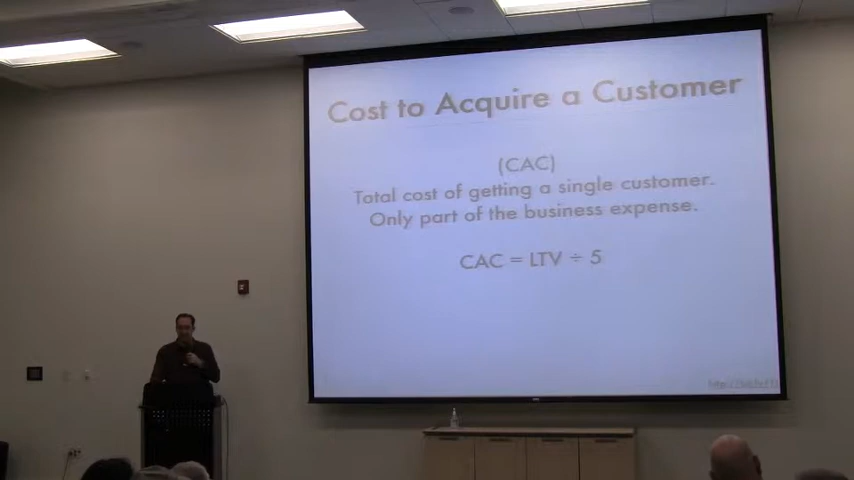 Cost to Acquire a Customer
(CAC)
Total cost of getting a single customer.
Only part of the business expense.
CAC = LTV ÷ 5